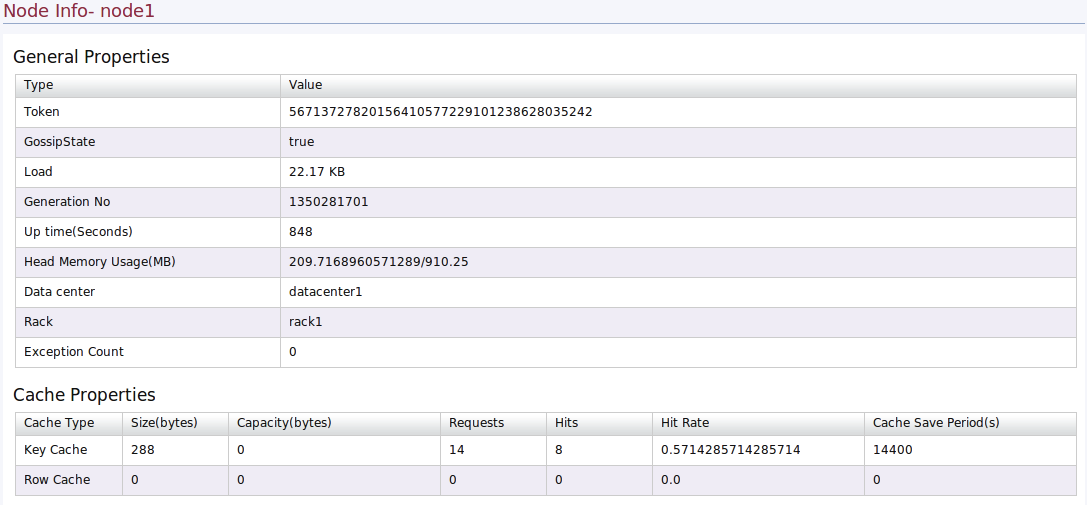 Node Info- node1
General Properties
Type Value
Token 56713727820156410577229101238628035242
GossipState true
Load 22.17 KB
Generation No 1350281701
Up time(Seconds) 848
Head Memory Usage(MB) 209.7168960571289/910.25
Data center datacenter1
Rack rack1
Exception Count 0
Cache Properties
Cache Type Size(bytes) Capacity(bytes) Requests Hits Hit Rate Cache Save Period(s)
Key Cache 288 0 14 8 0.5714285714285714 14400
Row Cache 0 0 0 0 0.0 0